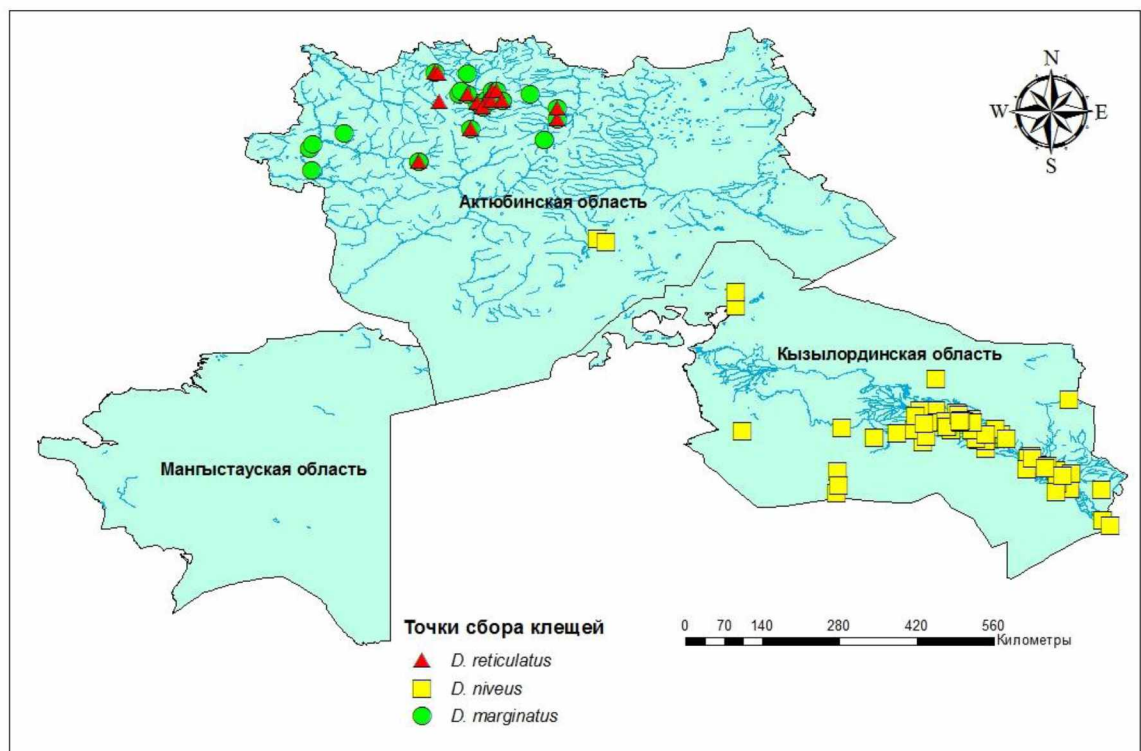 N
W E
S
Актюбинская область
Кызылординская область
Мангыстауская область
Точки сбора клещей
D. reticulatus
D. niveus
D. marginatus
0 70 140 280 420 560
Километры